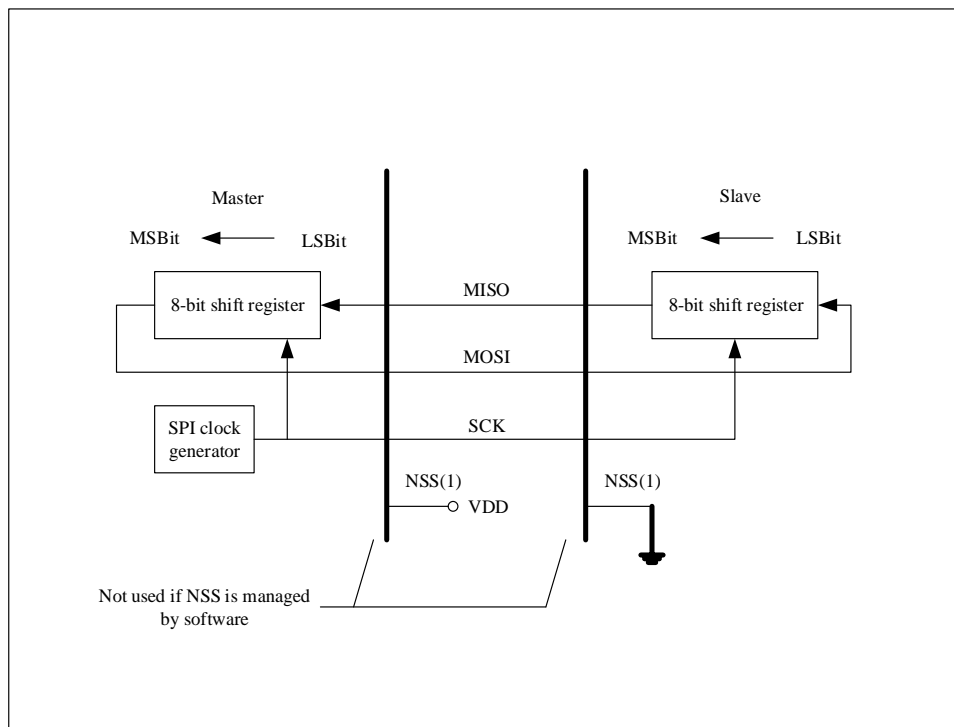 Master
Slave
MSBit
LSBit
MSBit
LSBit
8-bit shift register
MISO
8-bit shift register
MOSI
SPI clock
generator
SCK
NSS(1)
VDD
NSS(1)
Not used if NSS is managed
by software